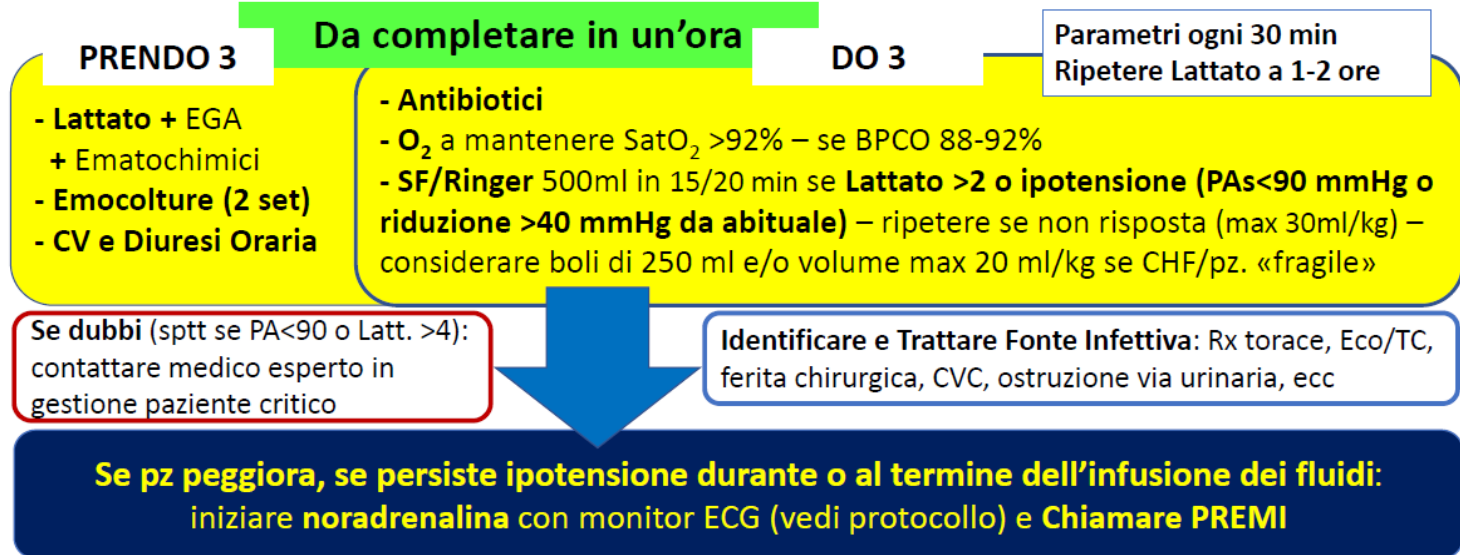 Da completare in un'ora
PRENDO 3
- Lattato + EGA
+ Ematochimici
- Emocolture (2 set)
- CV e Diuresi Oraria
DO 3
- Antibiotici
- O2 a mantenere SatO2 >92% – se BPCO 88-92%
- SF/Ringer 500ml in 15/20 min se Lattato >2 o ipotensione (PAs<90 mmHg o
riduzione >40 mmHg da abituale) – ripetere se non risposta (max 30ml/kg) –
considerare boli di 250 ml e/o volume max 20 ml/kg se CHF/pz. «fragile»
Parametri ogni 30 min
Ripetere Lattato a 1-2 ore
Se dubbi (sptt se PA<90 o Latt. >4):
contattare medico esperto in
gestione paziente critico
Identificare e Trattare Fonte Infettiva: Rx torace, Eco/TC,
ferita chirurgica, CVC, ostruzione via urinaria, ecc
Se pz peggiora, se persiste ipotensione durante o al termine dell'infusione dei fluidi:
iniziare noradrenalina con monitor ECG (vedi protocollo) e Chiamare PREMI